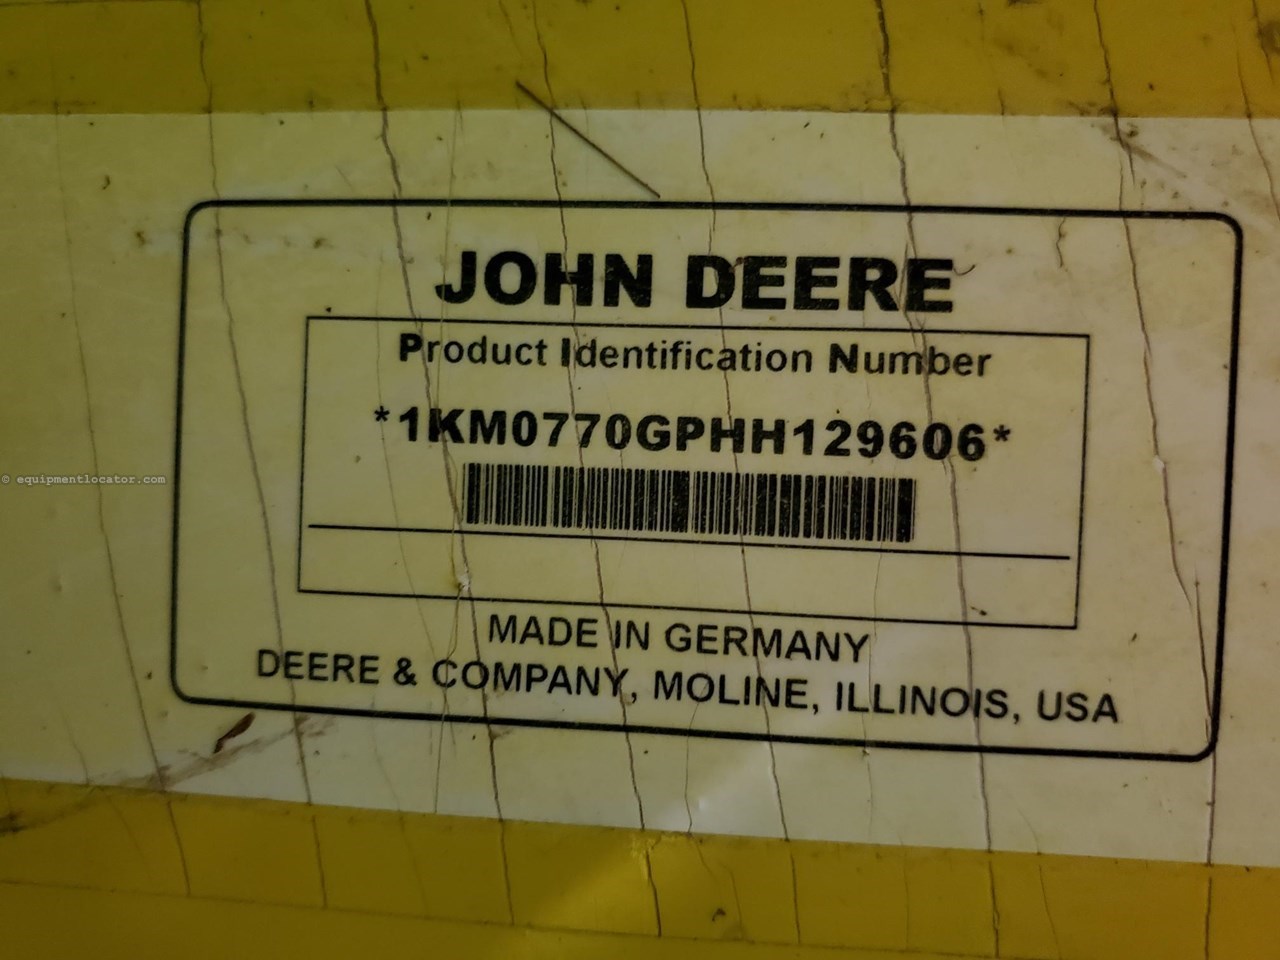 JOHN DEERE
Product Identification Number
*1KM0770GPHH129606*
© equipmentlocator.com
MADE IN GERMANY
DEERE & COMPANY, MOLINE, ILLINOIS, USA